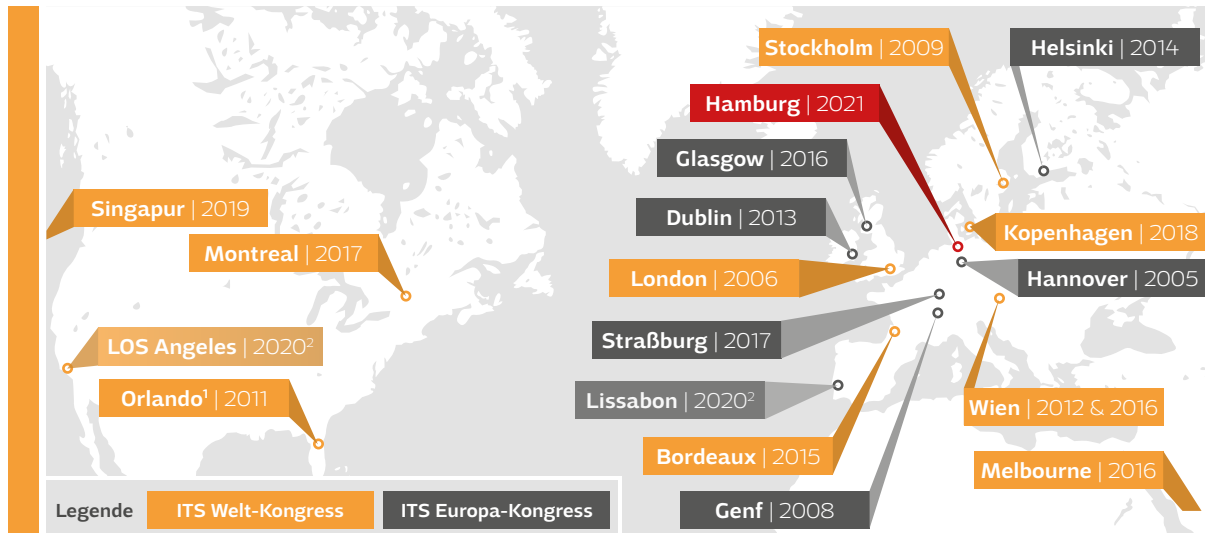 Stockholm | 2009
Helsinki | 2014
Hamburg | 2021
Glasgow | 2016
Singapur | 2019
Dublin | 2013
Montreal | 2017
Kopenhagen | 2018
London | 2006
Hannover | 2005
Straßburg | 2017
LOS Angeles | 2020²
Orlando¹ | 2011
Lissabon | 2020²
Wien | 2012 & 2016
Bordeaux | 2015
Melbourne | 2016
Genf | 2008
Legende
ITS Welt-Kongress
ITS Europa-Kongress